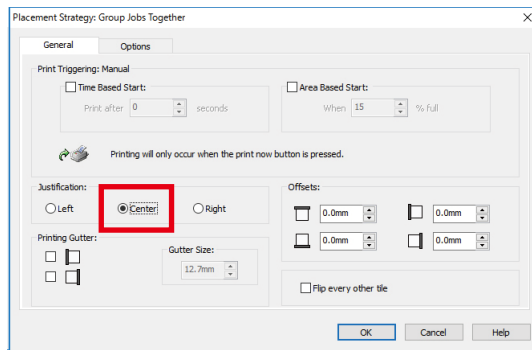 Placement Strategy: Group Jobs Together
General Options
Print Triggering: Manual
Time Based Start:
Print after 0 seconds
Area Based Start:
When 15 % full
Printing will only occur when the print now button is pressed.
Justification:
Left Center Right
Offsets:
0.0mm 0.0mm
0.0mm 0.0mm
Printing Gutter:
Gutter Size:
12.7mm
Flip every other tile
OK Cancel Help